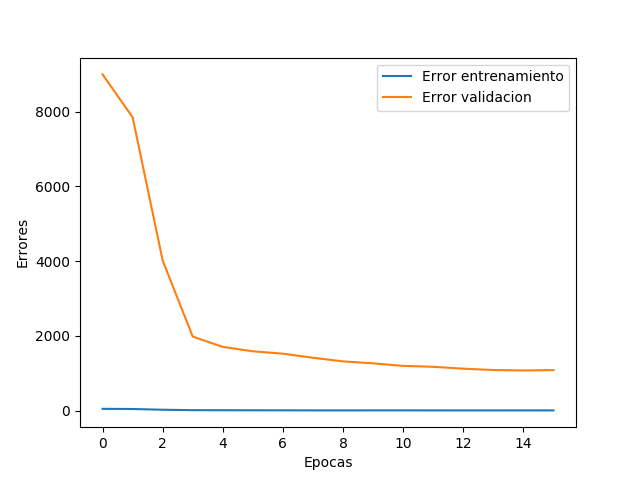 Error entrenamiento
Error validacion
8000
6000
4000
2000
0
Errores
0 2 4 6 8 10 12 14
Epocas